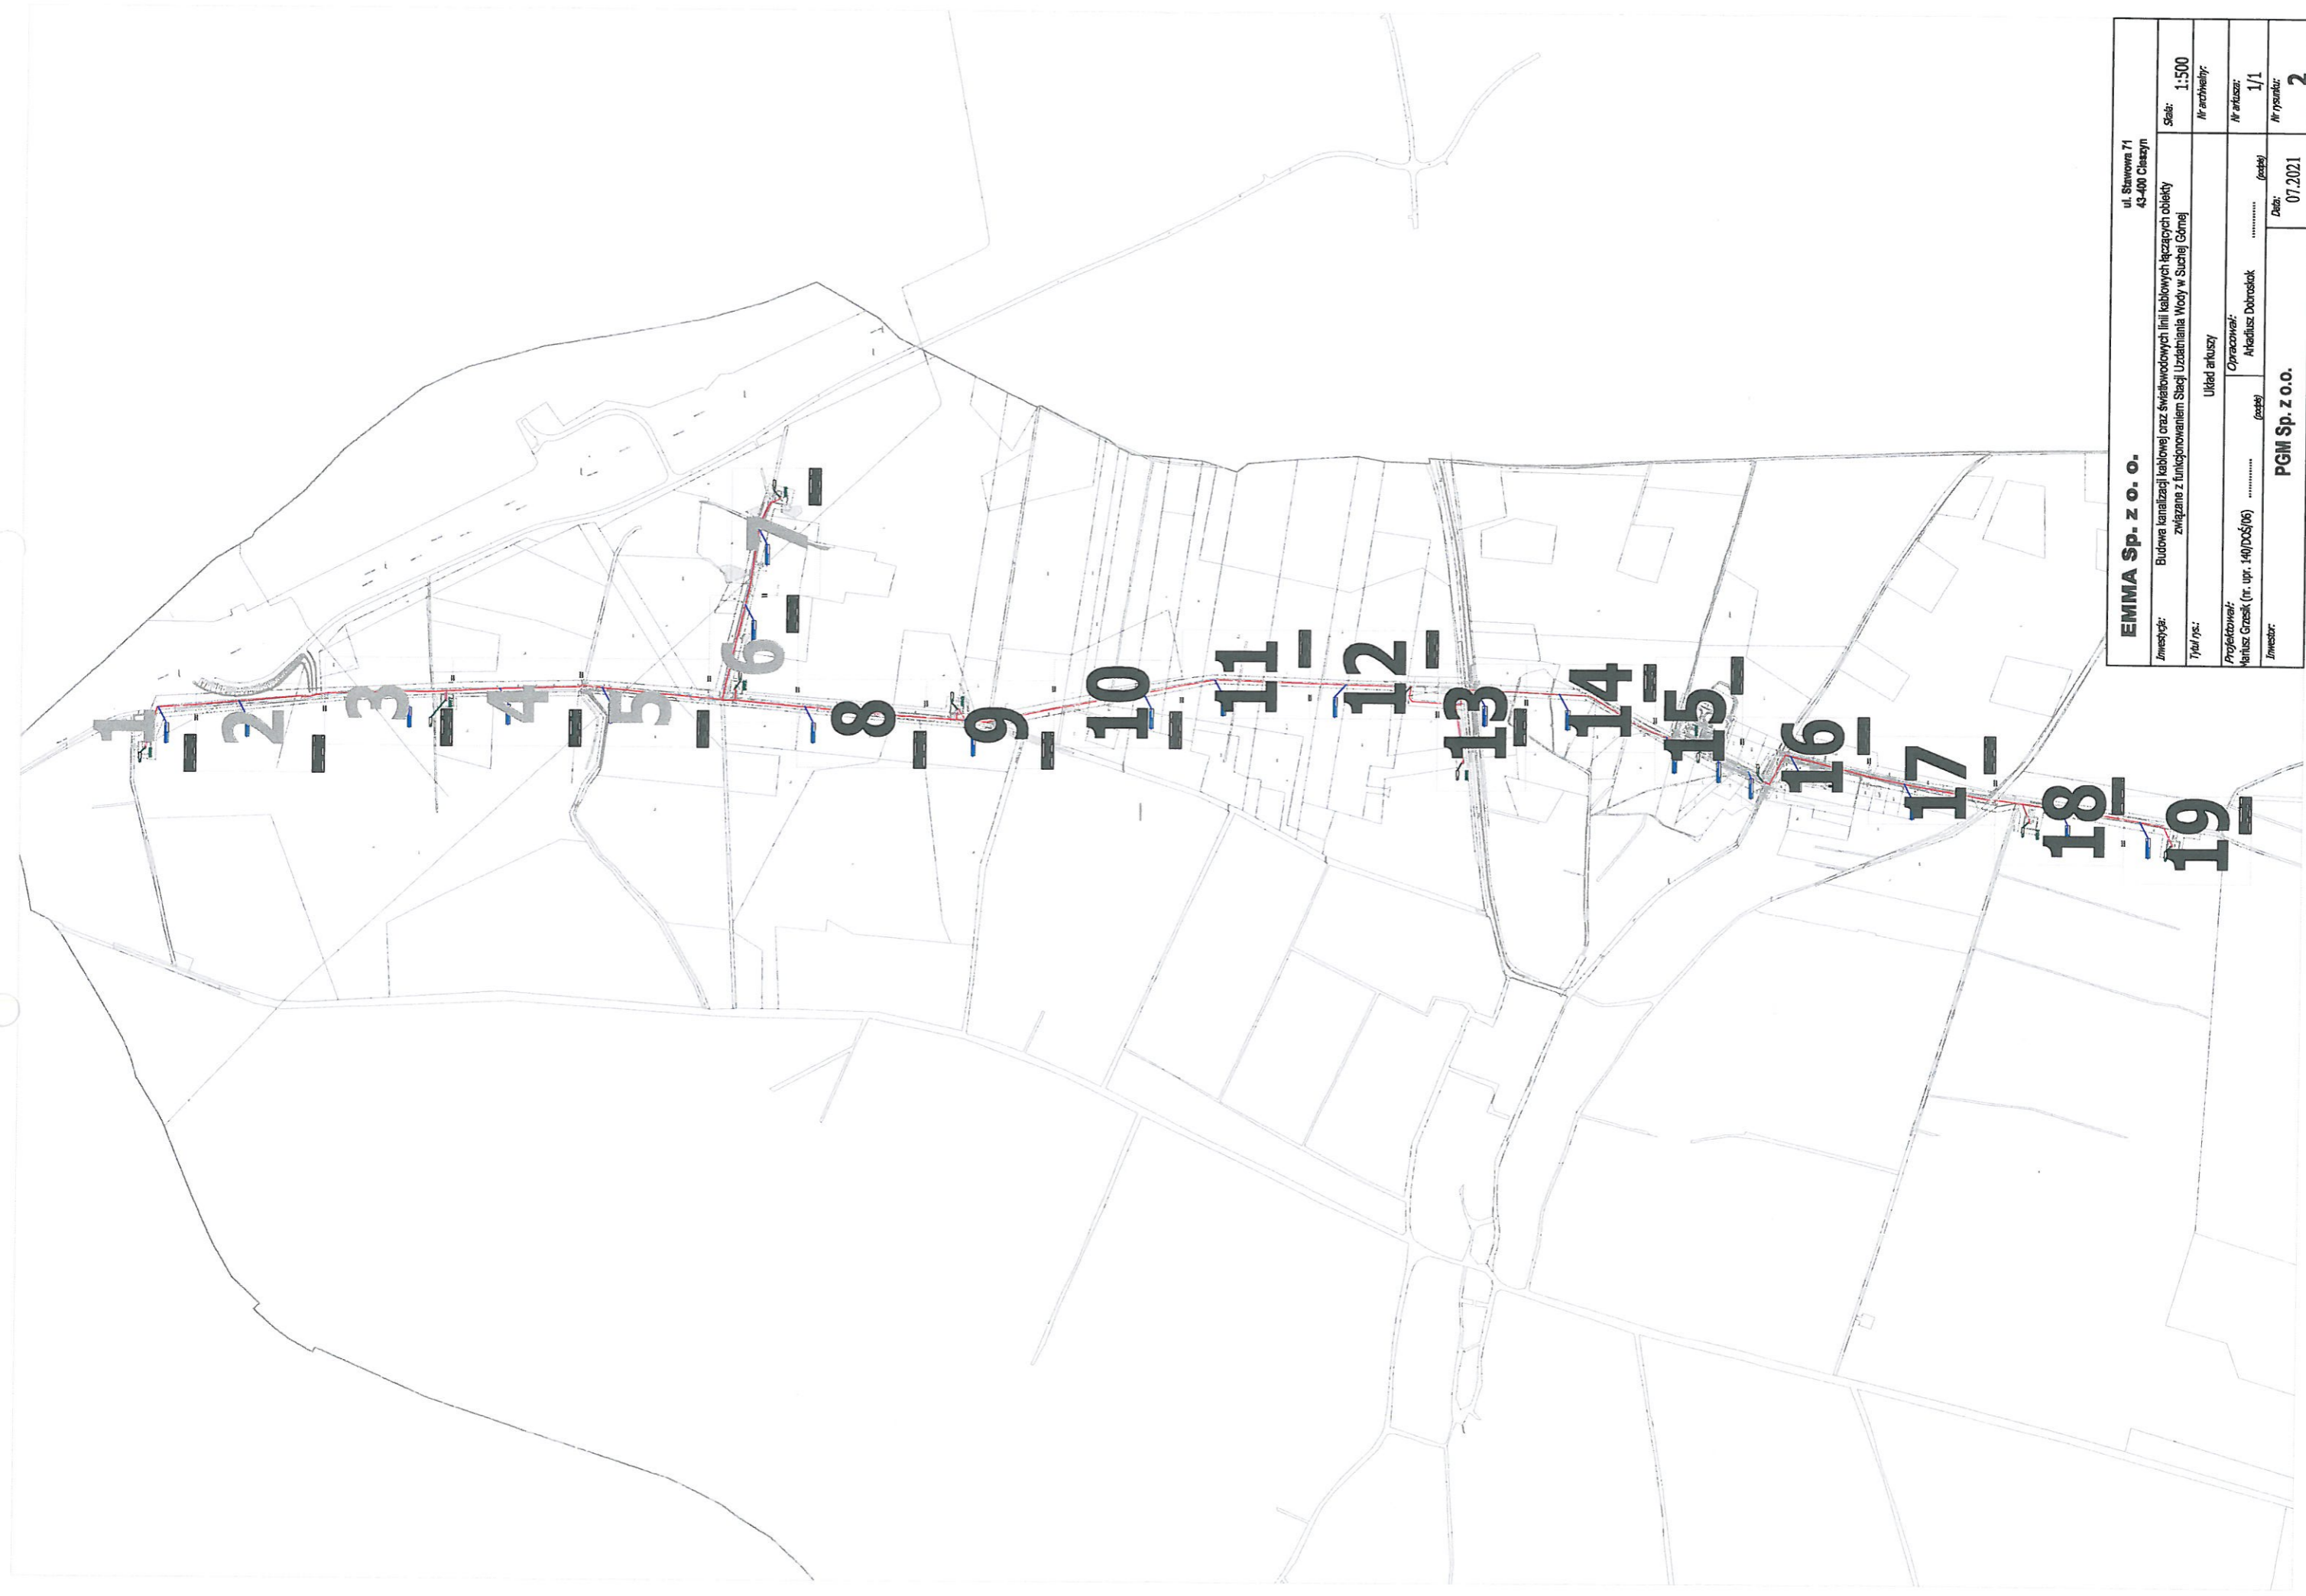 1
2
3
4
5
6
7
8
9
10
11
12
13
14
15
16
17
18
19
EMMA Sp. z o. o.
ul. Stawowa 71
43-400 Cieszyn
Inwestycja:
Budowa kanalizacji kablowej oraz światłowodowych linii kablowych łączących obiekty
związane z funkcjonowaniem Stacji Uzdatniania Wody w Suchej Górnej
Skala:
1:500
Tytuł rys.:
Układ arkuszy
Nr archiwalny:
Projektował:
Mariusz Grzesik (nr. upr. 140/DOŚ/06) ............
(podpis)
Opracował:
Arkadiusz Dobroskok ............
(podpis)
Nr arkusza:
1/1
Inwestor:
PGM Sp. z o.o.
Data:
07.2021
Nr rysunku:
2